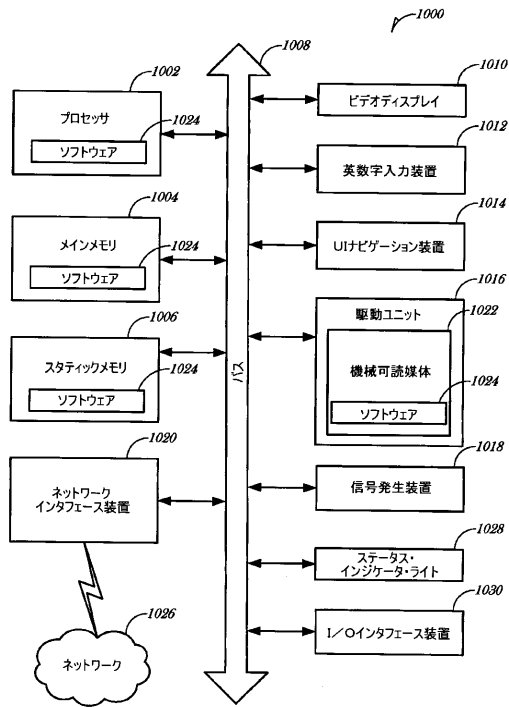 1000
1008
1002
プロセッサ
1024
ソフトウェア
1004
メインメモリ
1024
ソフトウェア
1006
スタティックメモリ
1024
ソフトウェア
1020
ネットワーク
インタフェース装置
1026
ネットワーク
バス
1010
ビデオディスプレイ
1012
英数字入力装置
1014
UIナビゲーション装置
1016
駆動ユニット
1022
機械可読媒体
1024
ソフトウェア
1018
信号発生装置
1028
ステータス・
インジケータ・ライト
1030
I/Oインタフェース装置